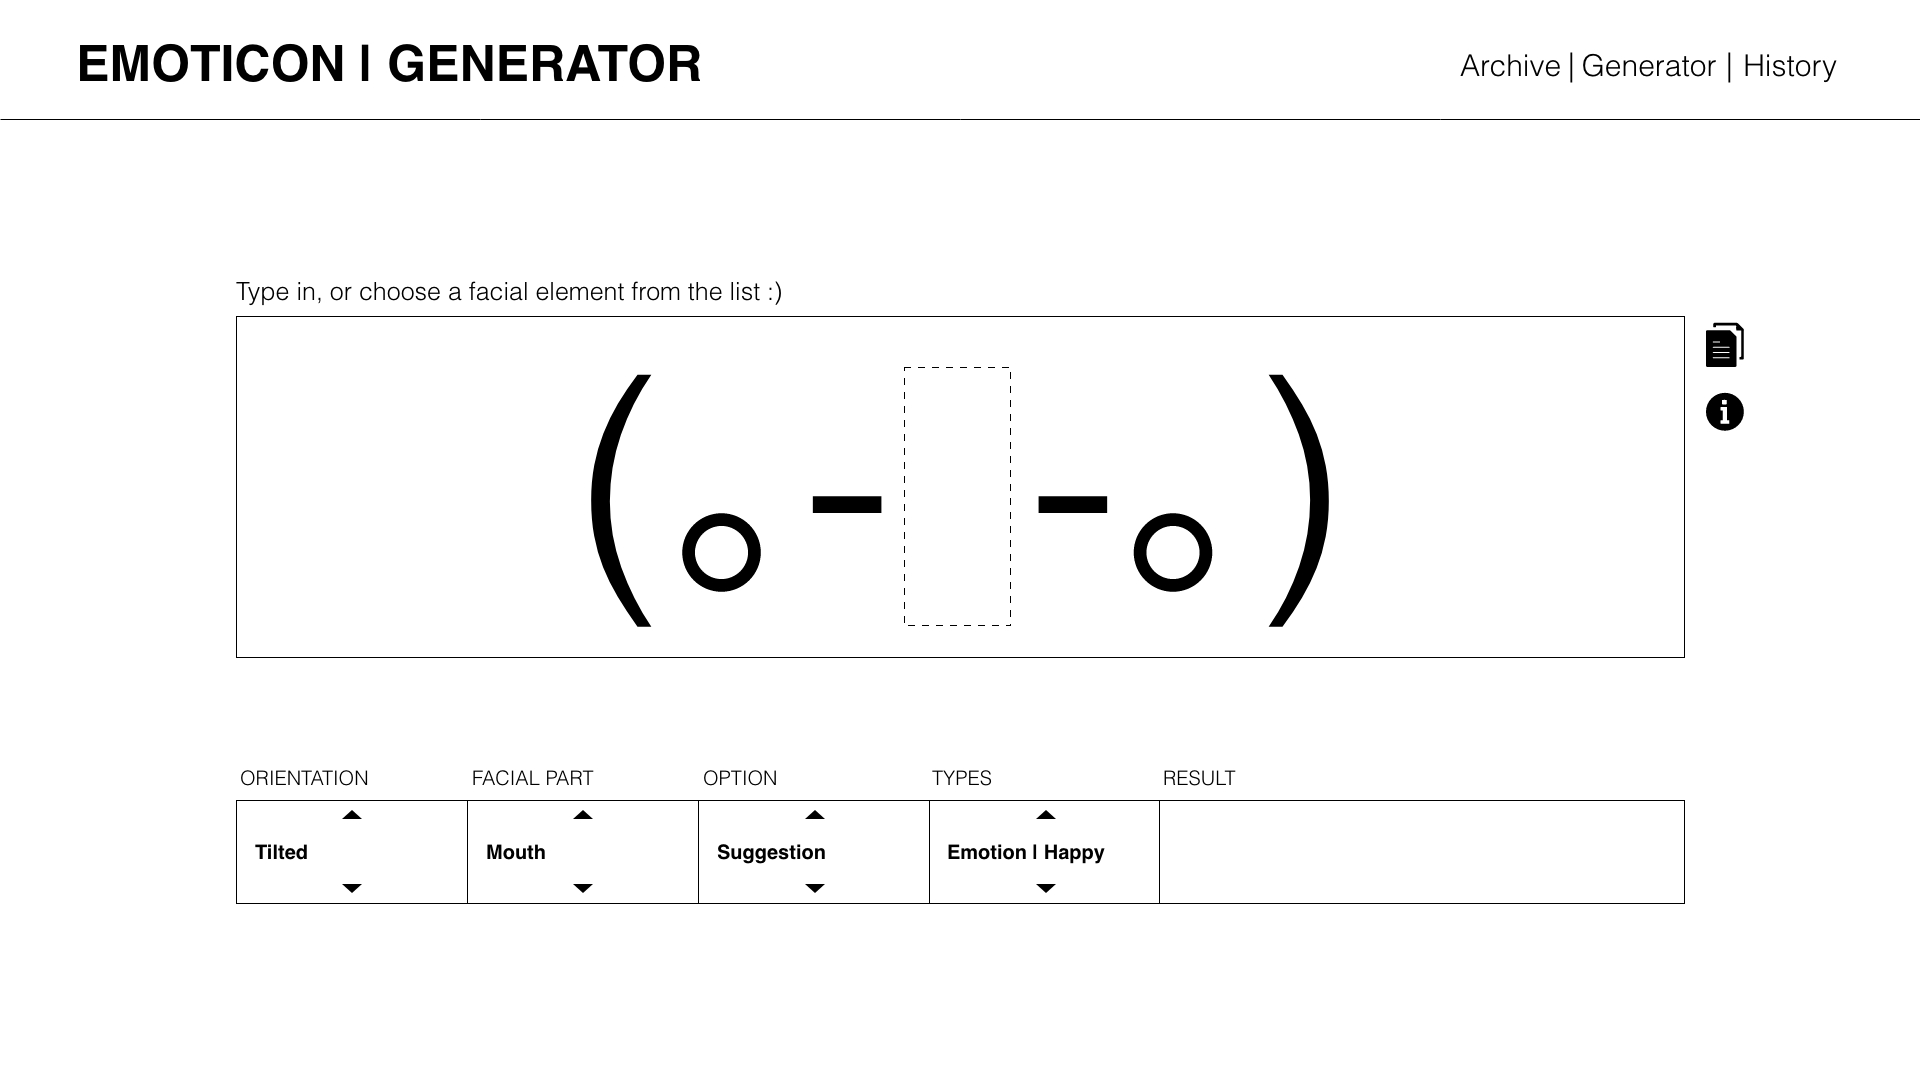 EMOTICON | GENERATOR
Archive | Generator | History
Type in, or choose a facial element from the list :)
(。- -。)
ORIENTATION FACIAL PART OPTION TYPES RESULT
Tilted Mouth Suggestion Emotion | Happy